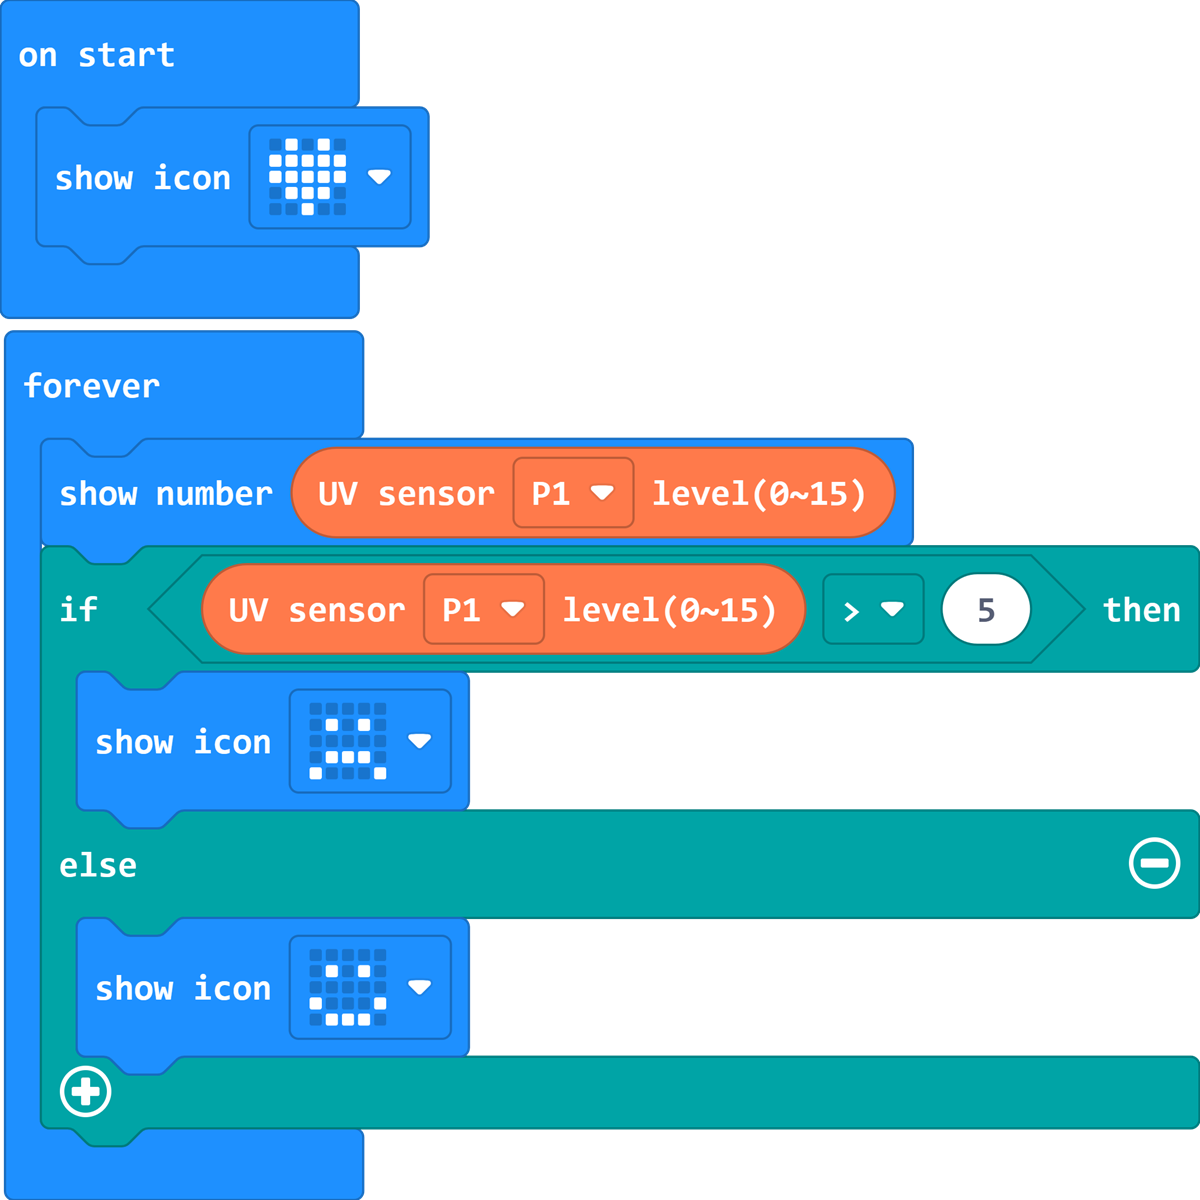 on start
show icon
forever
show number UV sensor P1 level(0~15)
if UV sensor P1 level(0~15) > 5 then
show icon
else
show icon